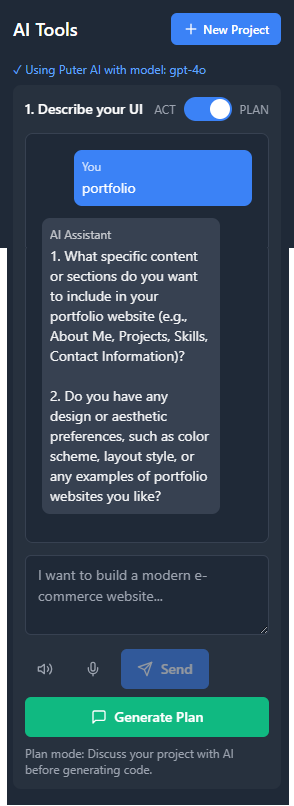 AI Tools
+ New Project
✓ Using Puter AI with model: gpt-4o
1. Describe your UI
ACT
PLAN
You
portfolio
AI Assistant
1. What specific content
or sections do you want
to include in your
portfolio website (e.g.,
About Me, Projects, Skills,
Contact Information)?
2. Do you have any
design or aesthetic
preferences, such as color
scheme, layout style, or
any examples of portfolio
websites you like?
I want to build a modern e-
commerce website...
Send
Generate Plan
Plan mode: Discuss your project with AI
before generating code.